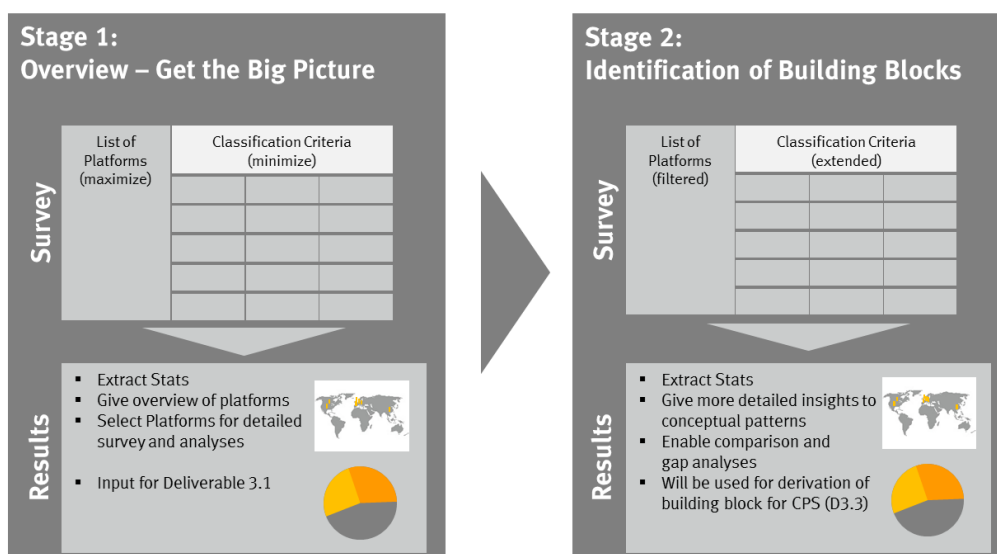 Stage 1:
Overview – Get the Big Picture
Survey
List of
Platforms
(maximize)
Classification Criteria
(minimize)
Results
▪ Extract Stats
▪ Give overview of platforms
▪ Select Platforms for detailed
survey and analyses
▪ Input for Deliverable 3.1
Stage 2:
Identification of Building Blocks
Survey
List of
Platforms
(filtered)
Classification Criteria
(extended)
Results
▪ Extract Stats
▪ Give more detailed insights to
conceptual patterns
▪ Enable comparison and
gap analyses
▪ Will be used for derivation of
building block for CPS (D3.3)